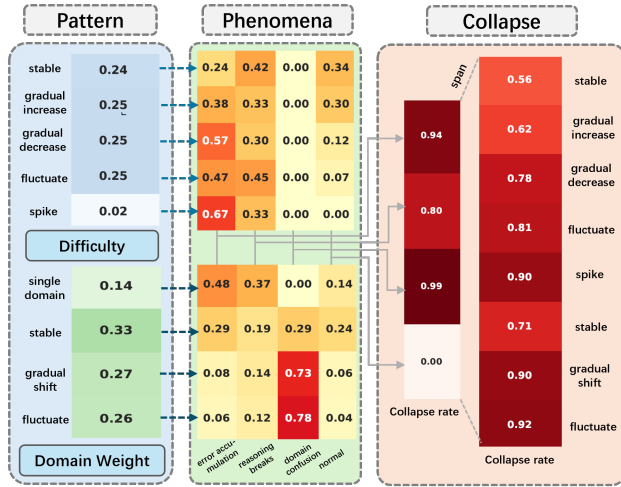 Pattern
Phenomena
Collapse
stable 0.24 0.24 0.42 0.00 0.34
gradual
increase 0.25 0.38 0.33 0.00 0.30
gradual
decrease 0.25 0.57 0.30 0.00 0.12
fluctuate 0.25 0.47 0.45 0.00 0.07
spike 0.02 0.67 0.33 0.00 0.00
Difficulty
single
domain 0.14 0.48 0.37 0.00 0.14
stable 0.33 0.29 0.19 0.29 0.24
gradual
shift 0.27 0.08 0.14 0.73 0.06
fluctuate 0.26 0.06 0.12 0.78 0.04
Domain Weight
error accu-
mulation
reasoning
breaks
domain
confusion
normal
span
0.94
0.80
0.99
0.00
Collapse rate
0.56 stable
0.62 gradual
increase
0.78 gradual
decrease
0.81 fluctuate
0.90 spike
0.71 stable
0.90 gradual
shift
0.92 fluctuate
Collapse rate